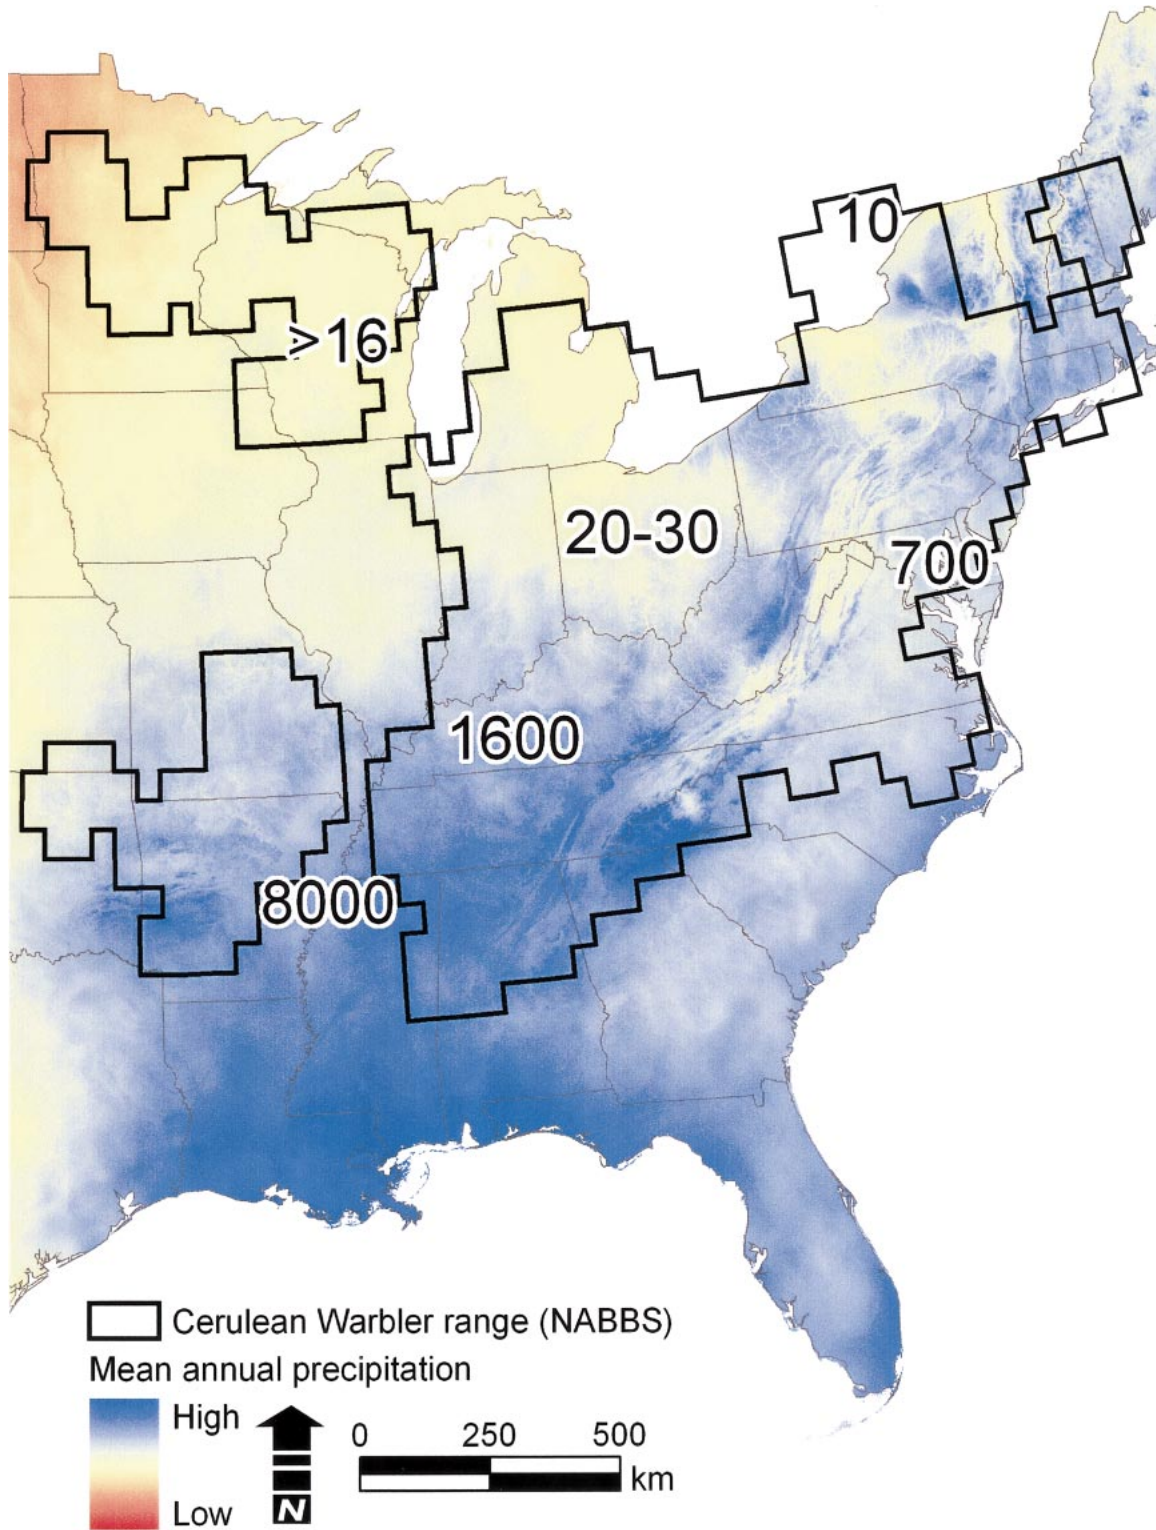 10
>16
20-30
700
1600
8000
Cerulean Warbler range (NABBS)
Mean annual precipitation
High
Low
N
0 250 500
km